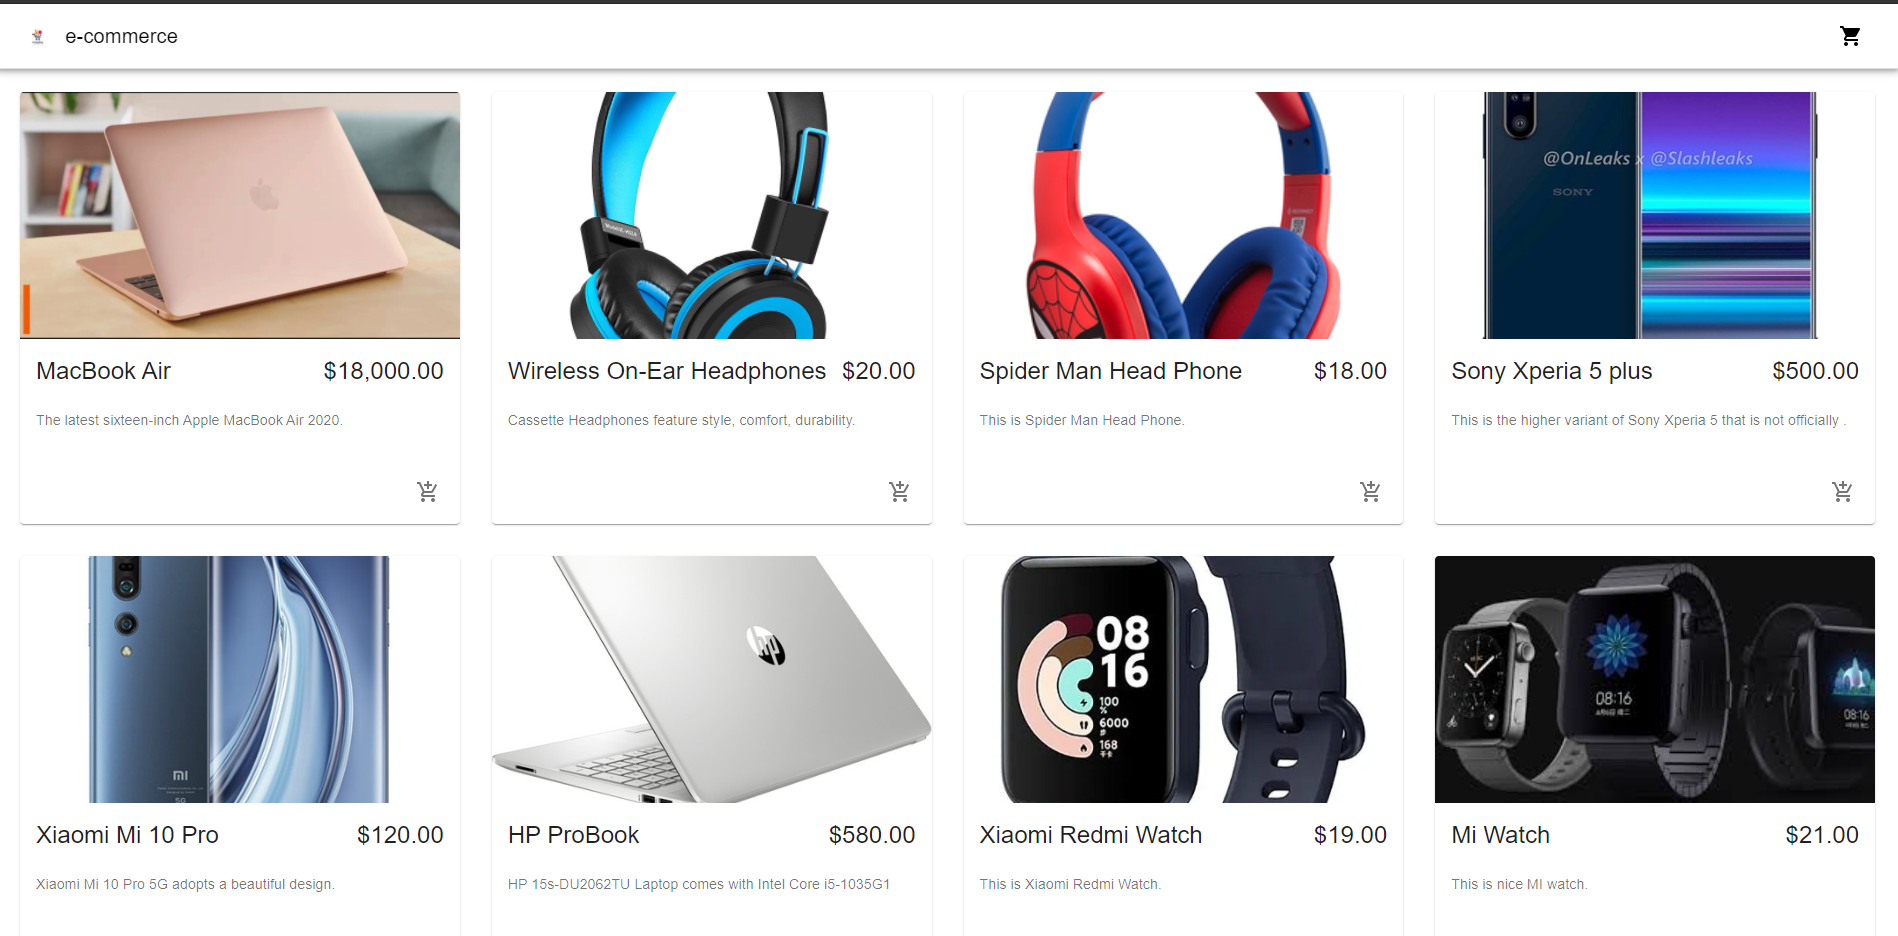 e-commerce
@OnLeaks x @Slashleaks
SONY
MacBook Air $18,000.00
The latest sixteen-inch Apple MacBook Air 2020.
Wireless On-Ear Headphones $20.00
Cassette Headphones feature style, comfort, durability.
Spider Man Head Phone $18.00
This is Spider Man Head Phone.
Sony Xperia 5 plus $500.00
This is the higher variant of Sony Xperia 5 that is not officially .
MI
5G
hp
08
16
100
%
6000
步
168
千卡
08:16
08:16
Xiaomi Mi 10 Pro $120.00
Xiaomi Mi 10 Pro 5G adopts a beautiful design.
HP ProBook $580.00
HP 15s-DU2062TU Laptop comes with Intel Core i5-1035G1
Xiaomi Redmi Watch $19.00
This is Xiaomi Redmi Watch.
Mi Watch $21.00
This is nice MI watch.